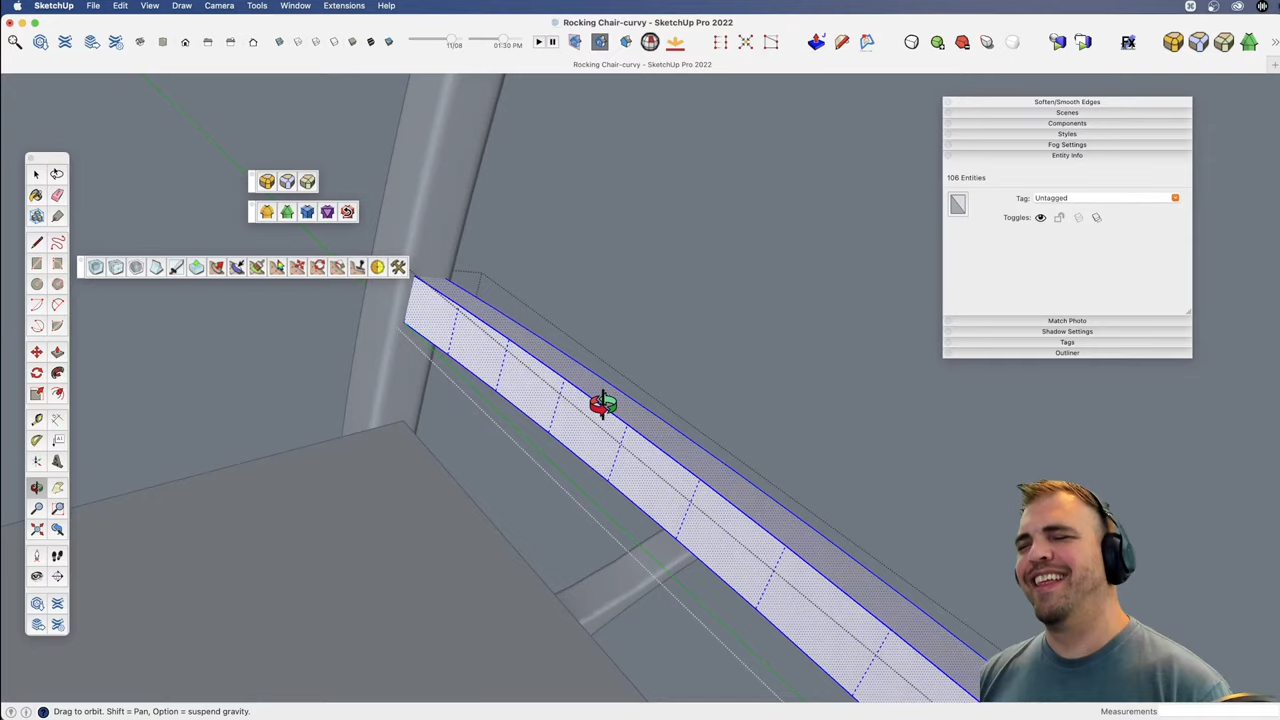 SketchUp File Edit View Draw Camera Tools Window Extensions Help
Rocking Chair-curvy - SketchUp Pro 2022
11/08 01:30 PM
Rocking Chair-curvy - SketchUp Pro 2022
Soften/Smooth Edges
Scenes
Components
Styles
Fog Settings
Entity Info
106 Entities
Tag: Untagged
Toggles:
Match Photo
Shadow Settings
Tags
Outliner
Drag to orbit. Shift = Pan, Option = suspend gravity.
Measurements